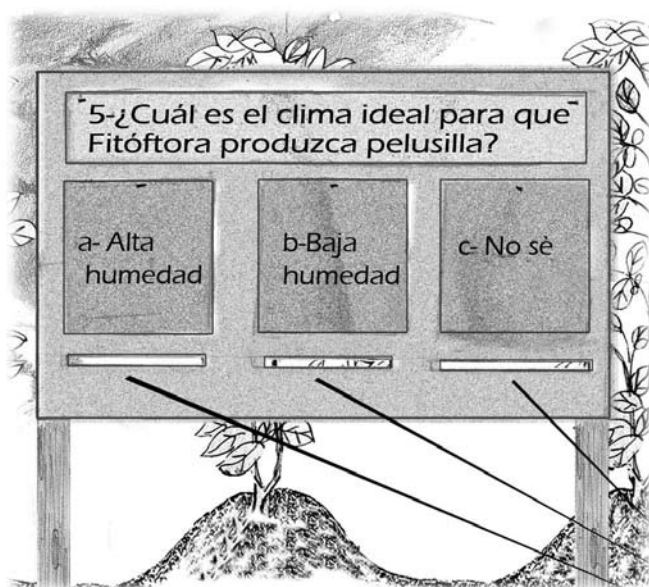 5-¿Cuál es el clima ideal para que
Fitóftora produzca pelusilla?
a- Alta
humedad
b-Baja
humedad
c- No sè